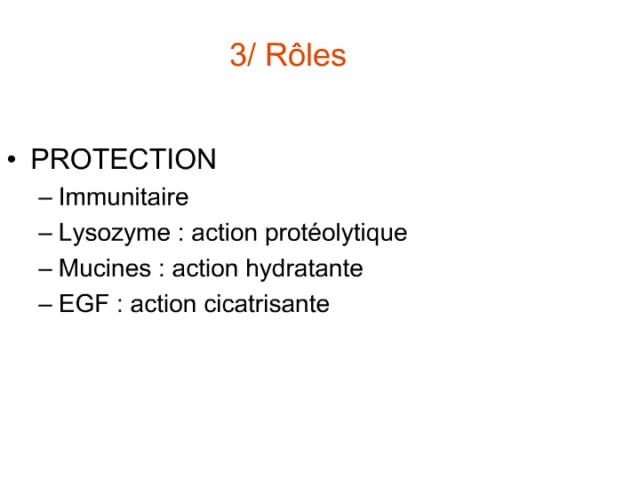 3/ Rôles
• PROTECTION
– Immunitaire
– Lysozyme : action protéolytique
– Mucines : action hydratante
– EGF : action cicatrisante